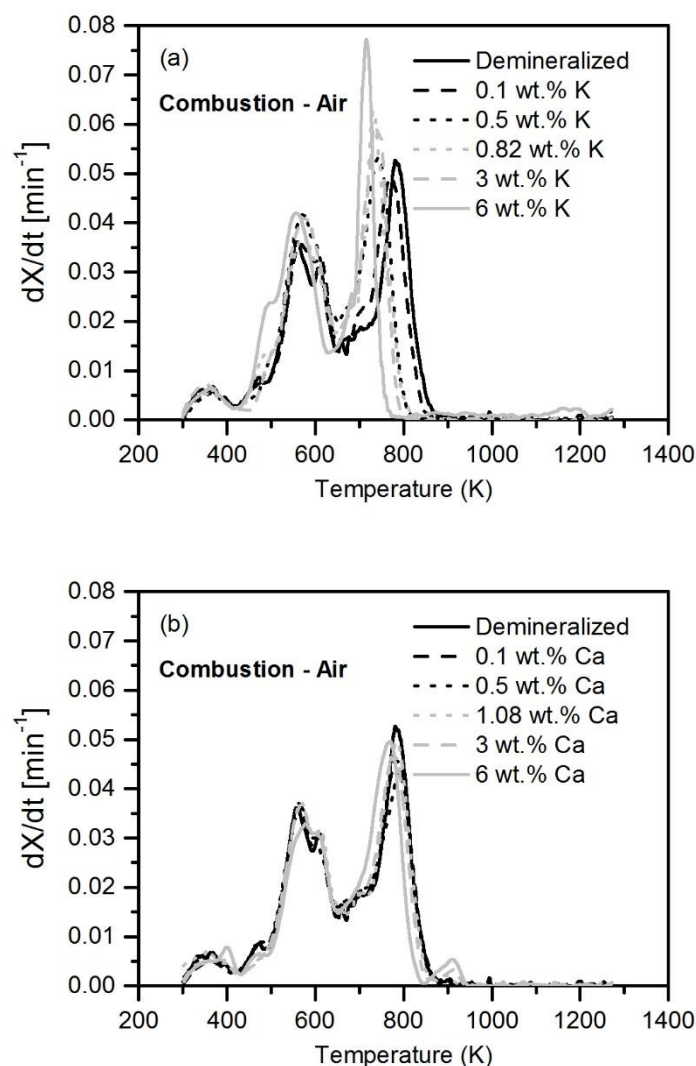 0.08
(a)
Demineralized
0.07
Combustion - Air
0.1 wt.% K
0.06
0.5 wt.% K
0.82 wt.% K
0.05
3 wt.% K
0.04
6 wt.% K
0.03
0.02
0.01
0.00
dX/dt [min⁻¹]
200 400 600 800 1000 1200 1400
Temperature (K)
0.08
(b)
Demineralized
0.07
Combustion - Air
0.1 wt.% Ca
0.06
0.5 wt.% Ca
1.08 wt.% Ca
0.05
3 wt.% Ca
0.04
6 wt.% Ca
0.03
0.02
0.01
0.00
dX/dt [min⁻¹]
200 400 600 800 1000 1200 1400
Temperature (K)